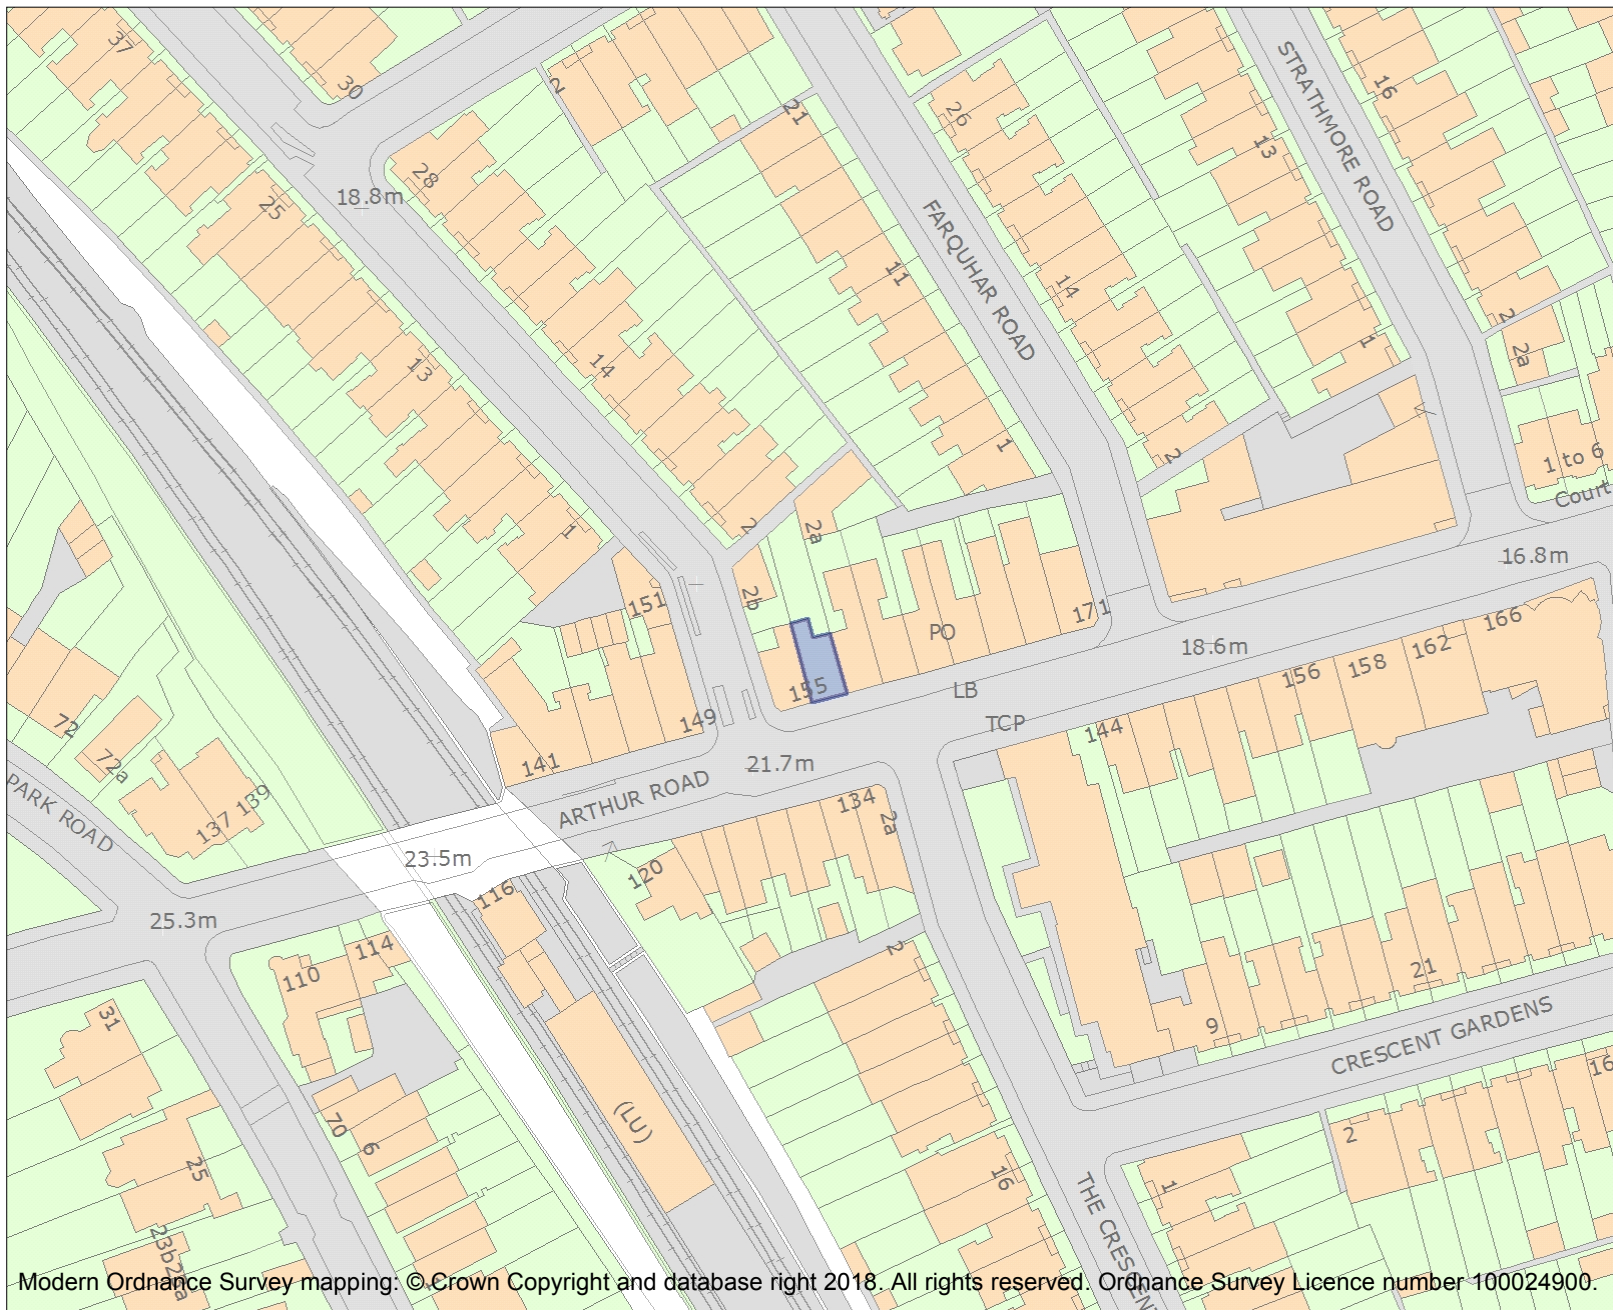 37
30
2
21
26
16
STRATHMORE ROAD
13
28
18.8m
25
FARQUHAR ROAD
11
14
1
2
2a
13
14
1
2
1 to 6
Court
1
2
2a
16.8m
2b
151
171
PO
166
18.6m
162
158
156
155
LB
149
TCP
144
72
72a
141
21.7m
PARK ROAD
ARTHUR ROAD
134
2a
137
139
23.5m
120
116
25.3m
114
2
110
21
31
9
CRESCENT GARDENS
16
(LU)
70
6
2
25
16
1
THE CRESCEN
23b
Modern Ordnance Survey mapping: © Crown Copyright and database right 2018. All rights reserved. Ordnance Survey Licence number 100024900.